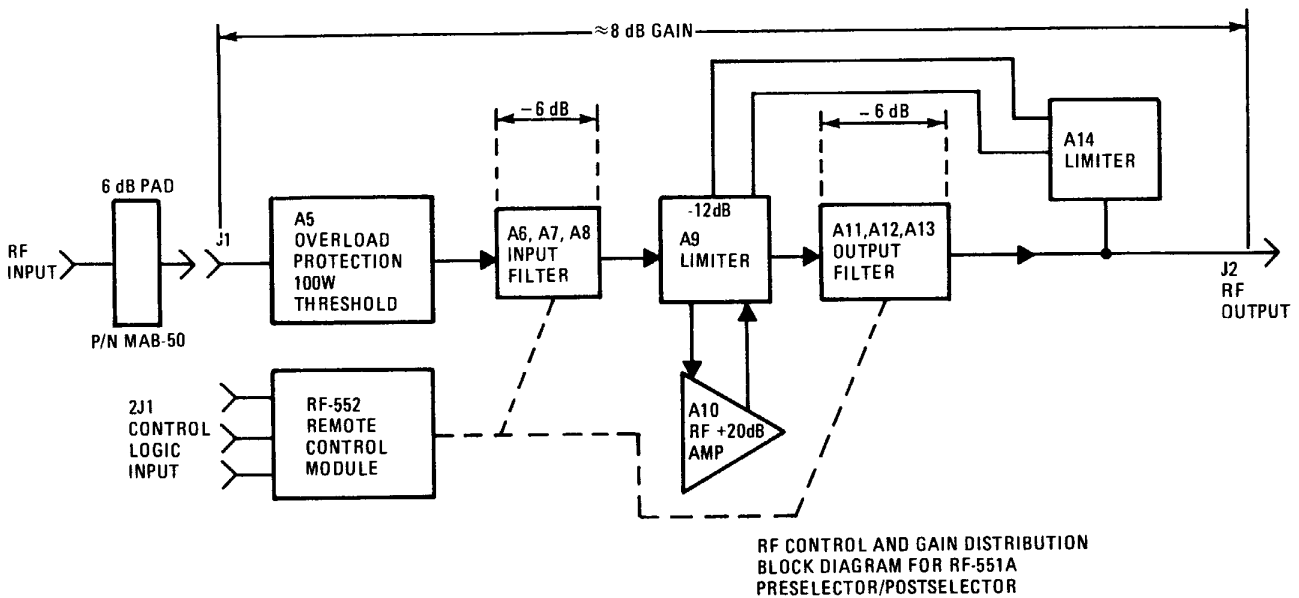 ≈8 dB GAIN
−6 dB
− 6 dB
A14
LIMITER
6 dB PAD
J1
A5
OVERLOAD
PROTECTION
100W
THRESHOLD
A6, A7, A8
INPUT
FILTER
-12dB
A9
LIMITER
A11,A12,A13
OUTPUT
FILTER
RF
INPUT
J2
RF
OUTPUT
P/N MAB-50
2J1
CONTROL
LOGIC
INPUT
RF-552
REMOTE
CONTROL
MODULE
A10
RF +20dB
AMP
RF CONTROL AND GAIN DISTRIBUTION
BLOCK DIAGRAM FOR RF-551A
PRESELECTOR/POSTSELECTOR